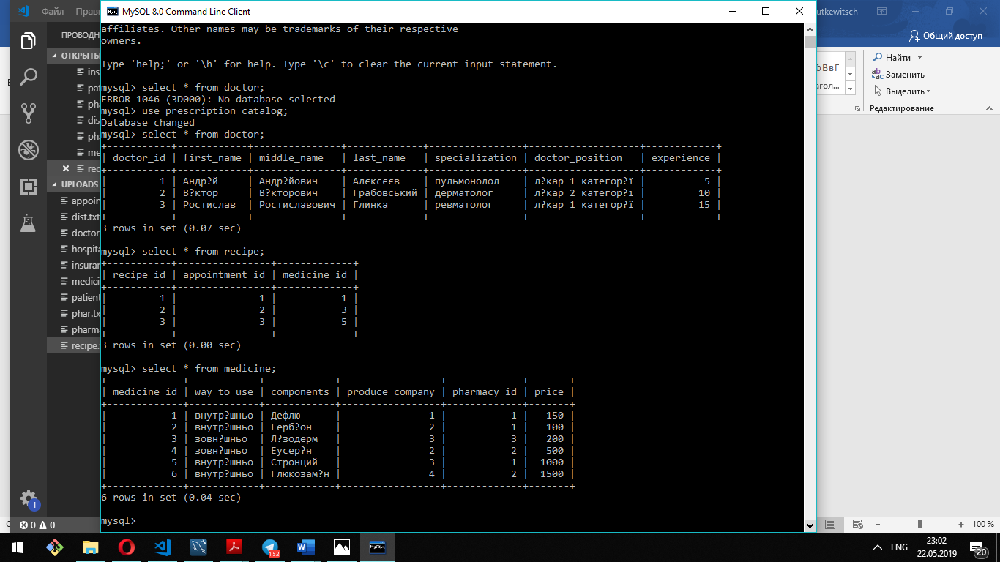 Файл Правк
MySQL 8.0 Command Line Client
utkewitsch
Общий доступ
ПРОВОДН
ОТКРЫТЫ
ins
pat
pha
dist
pha
me
rec
UPLOADS
appoin
dist.txt
doctor.
hospita
insuran
medicin
patient
phar.tx
pharma
recipe.
0 0
affiliates. Other names may be trademarks of their respective
owners.
Type 'help;' or '\h' for help. Type '\c' to clear the current input statement.
mysql> select * from doctor;
ERROR 1046 (3D000): No database selected
mysql> use prescription_catalog;
Database changed
mysql> select * from doctor;
+-----------+------------+--------------+------------+----------------+-------------------+------------+
| doctor_id | first_name | middle_name | last_name | specialization | doctor_position | experience |
+-----------+------------+--------------+------------+----------------+-------------------+------------+
| 1 | Андр?й | Андр?йович | Алєксєєв | пульмонолол | л?кар 1 категор?ї | 5 |
| 2 | В?ктор | В?кторович | Грабовський | дерматолог | л?кар 2 категор?ї | 10 |
| 3 | Ростислав | Ростиславович | Глинка | ревматолог | л?кар 1 категор?ї | 15 |
+-----------+------------+--------------+------------+----------------+-------------------+------------+
3 rows in set (0.07 sec)
mysql> select * from recipe;
+-----------+----------------+-------------+
| recipe_id | appointment_id | medicine_id |
+-----------+----------------+-------------+
| 1 | 1 | 1 |
| 2 | 2 | 3 |
| 3 | 3 | 5 |
+-----------+----------------+-------------+
3 rows in set (0.00 sec)
mysql> select * from medicine;
+-------------+------------+------------+-----------------+-------------+-------+
| medicine_id | way_to_use | components | produce_company | pharmacy_id | price |
+-------------+------------+------------+-----------------+-------------+-------+
| 1 | внутр?шньо | Дефлю | 1 | 1 | 150 |
| 2 | внутр?шньо | Герб?он | 2 | 1 | 100 |
| 3 | зовн?шньо | Л?зодерм | 3 | 3 | 200 |
| 4 | зовн?шньо | Еусер?н | 2 | 2 | 500 |
| 5 | внутр?шньо | Стронций | 3 | 1 | 1000 |
| 6 | внутр?шньо | Глюкозам?н | 4 | 2 | 1500 |
+-------------+------------+------------+-----------------+-------------+-------+
6 rows in set (0.04 sec)
mysql>
Найти
Заменить
Выделить
Редактирование
100 %
1
152
ENG
23:02
22.05.2019
20